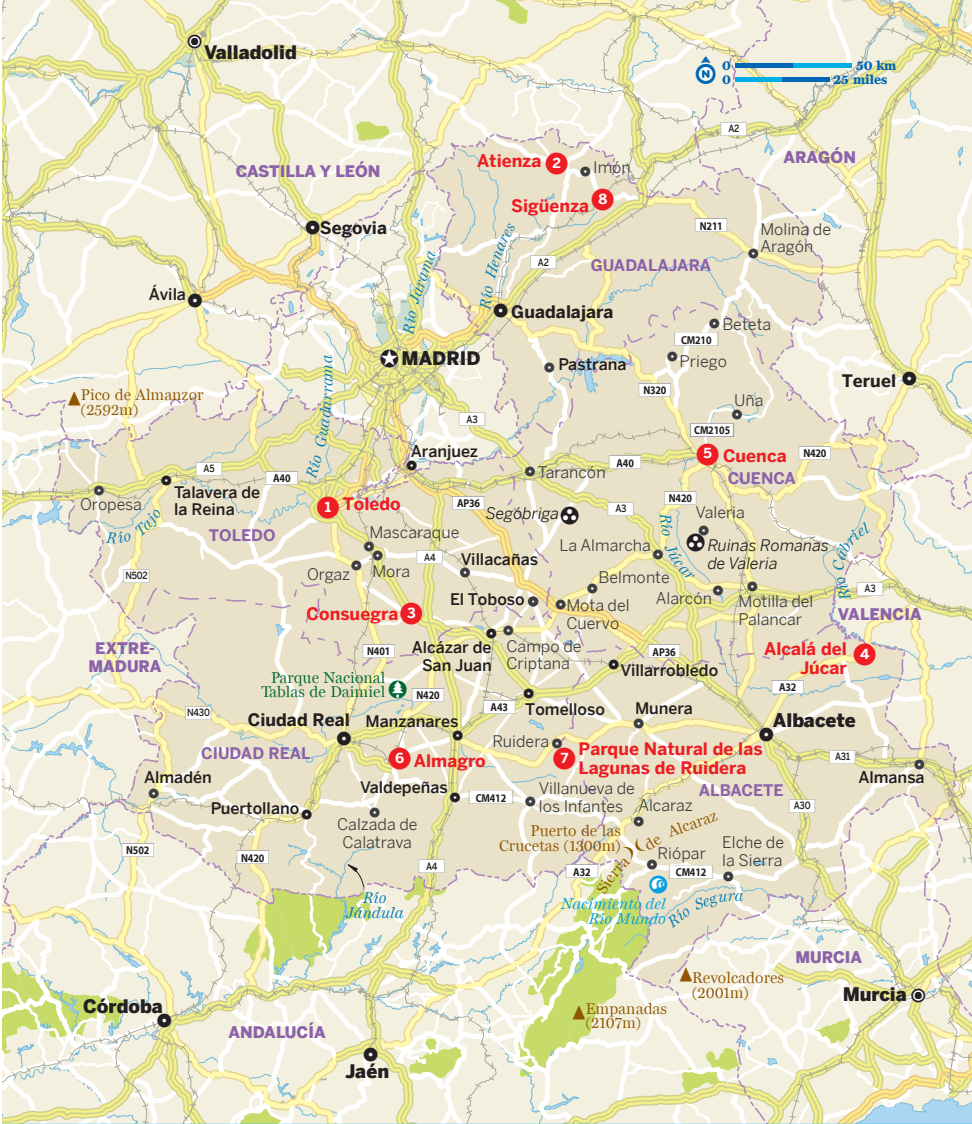 Valladolid
0
50 km
N
0
25 miles
A2
ARAGÓN
CASTILLA Y LEÓN
Atienza
2
Imón
Sigüenza
8
Segovia
N211
Molina de
Aragón
Río Jarama
Río Henares
A2
GUADALAJARA
Ávila
Guadalajara
Beteta
CM210
MADRID
Pastrana
Priego
Teruel
Pico de Almanzor
(2592m)
N320
Uña
Río Guadarrama
A3
CM2105
Aranjuez
5
Cuenca
N420
A5
A40
Tarancón
A40
CUENCA
Oropesa
Talavera de
la Reina
1
Toledo
AP36
N420
Segóbriga
A3
Valeria
Río Tajo
TOLEDO
Mascaraque
La Almarcha
Río Júcar
Ruinas Romanas
de Valeria
Río Cabriel
Orgaz
Mora
A4
Villacañas
N502
Belmonte
Alarcón
Motilla del
Palancar
A3
El Toboso
Mota del
Cuervo
VALENCIA
Consuegra
3
EXTRE-
MADURA
N401
Alcázar de
San Juan
Campo de
Criptana
AP36
Villarrobledo
Alcalá del
Júcar
4
Parque Nacional
Tablas de Daimiel
N420
A32
N430
A43
Tomelloso
Munera
Ciudad Real
Manzanares
Albacete
CIUDAD REAL
Ruidera
6
Almagro
7
Parque Natural de las
Lagunas de Ruidera
A31
Almadén
Valdepeñas
CM412
Villanueva de
los Infantes
ALBACETE
Almansa
Puertollano
Alcaraz
A30
Calzada de
Calatrava
Puerto de las
Crucetas (1300m)
Sierra de Alcaraz
Elche de
la Sierra
N502
N420
A4
A32
Riópar
CM412
Río
Jándula
Nacimiento del
Río Mundo
Río Segura
MURCIA
Revolcadores
(2001m)
Murcia
Córdoba
Empanadas
(2107m)
ANDALUCÍA
Jaén